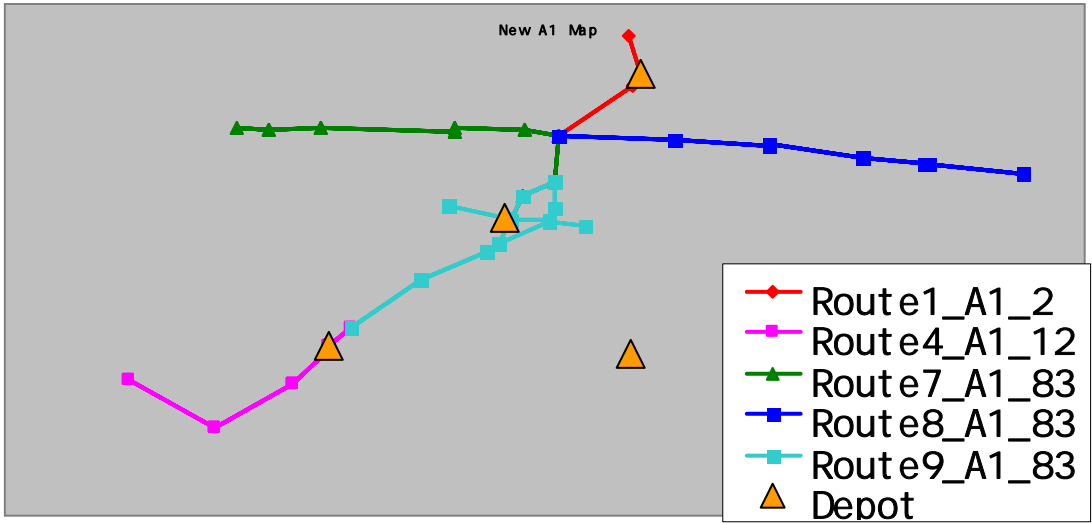 New A1 Map
Route1_A1_2
Route4_A1_12
Route7_A1_83
Route8_A1_83
Route9_A1_83
Depot